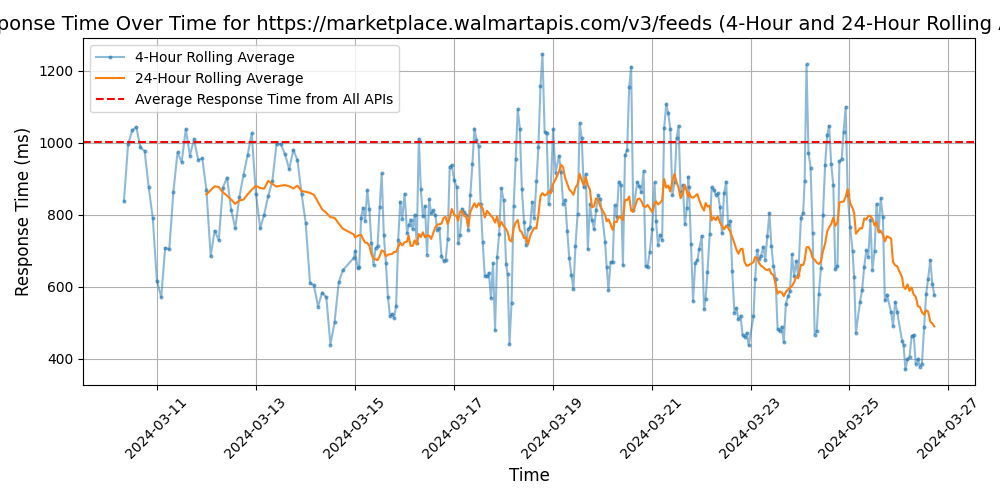 ponse Time Over Time for https://marketplace.walmartapis.com/v3/feeds (4-Hour and 24-Hour Rolling
4-Hour Rolling Average
24-Hour Rolling Average
Average Response Time from All APIs
Response Time (ms)
1200
1000
800
600
400
2024-03-11
2024-03-13
2024-03-15
2024-03-17
2024-03-19
2024-03-21
2024-03-23
2024-03-25
2024-03-27
Time